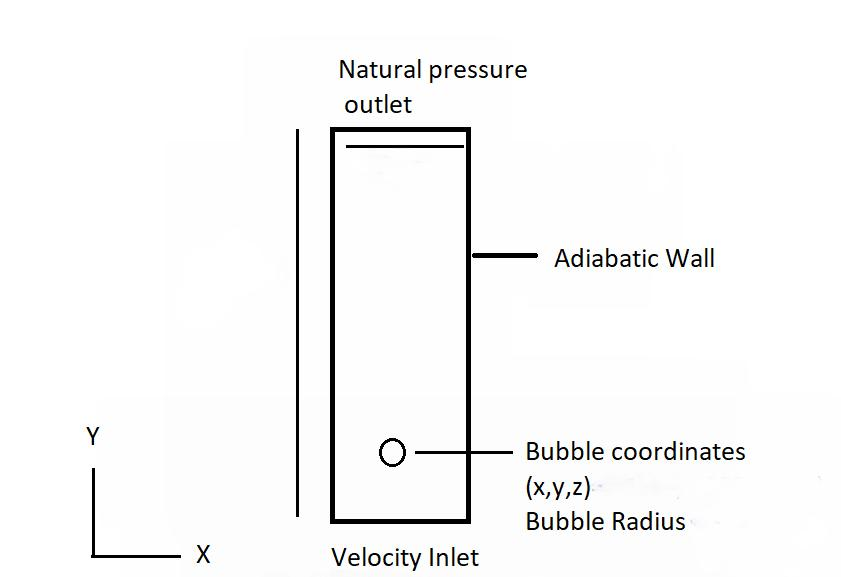 Natural pressure
outlet
Adiabatic Wall
Y
Bubble coordinates
(x,y,z)
Bubble Radius
X
Velocity Inlet